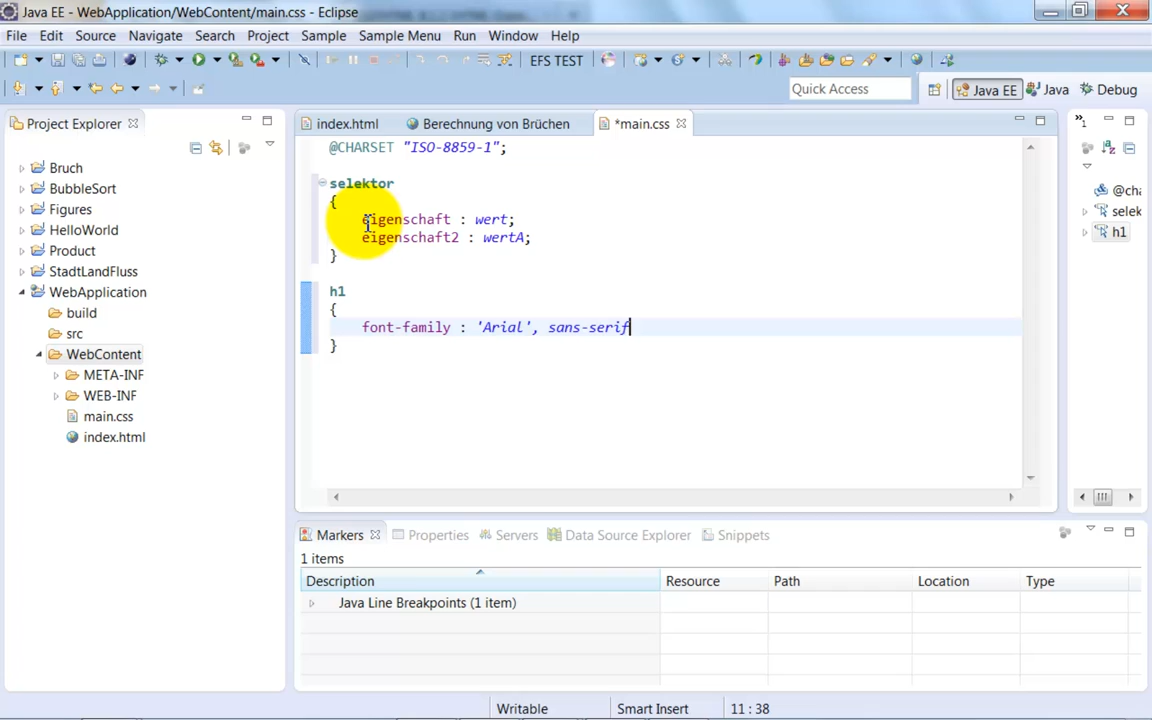 Java EE - WebApplication/WebContent/main.css - Eclipse
File Edit Source Navigate Search Project Sample Sample Menu Run Window Help
EFS TEST
Quick Access
Java EE Java Debug
Project Explorer
index.html Berechnung von Brüchen *main.css
Bruch
BubbleSort
Figures
HelloWorld
Product
StadtLandFluss
WebApplication
build
src
WebContent
META-INF
WEB-INF
main.css
index.html
@CHARSET "ISO-8859-1";
selektor
{
eigenschaft : wert;
eigenschaft2 : wertA;
}
h1
{
font-family : 'Arial', sans-serif
}
1
@cha
selek
h1
Markers Properties Servers Data Source Explorer Snippets
1 items
Description Resource Path Location Type
Java Line Breakpoints (1 item)
Writable Smart Insert 11 : 38